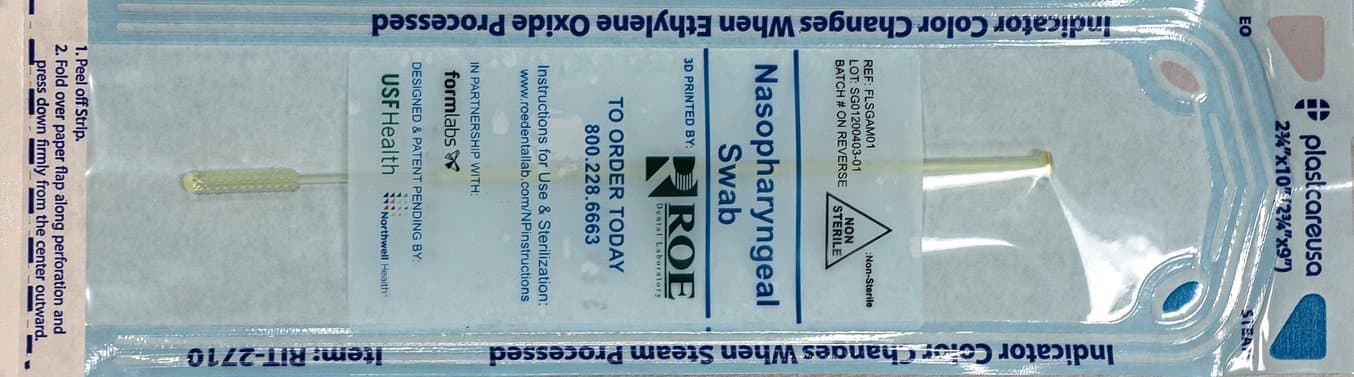 Indicator Color Changes When Ethylene Oxide Processed
EO
plastcareusa
2¾"x10" (2¾"x9")
REF: FLSGAM01
LOT: SG01200403-01
BATCH # ON REVERSE
NON
STERILE
:Non-Sterile
Nasopharyngeal
Swab
3D PRINTED BY:
ROE
Dental Laboratory
TO ORDER TODAY
800.228.6663
Instructions for Use & Sterilization:
www.roedentallab.com/NPinstructions
IN PARTNERSHIP WITH:
formlabs
DESIGNED & PATENT PENDING BY:
USFHealth
Northwell Health
1. Peel off Strip.
2. Fold over paper flap along perforation and
press down firmly from the center outward.
Indicator Color Changes When Steam Processed
Item: RIT-2710